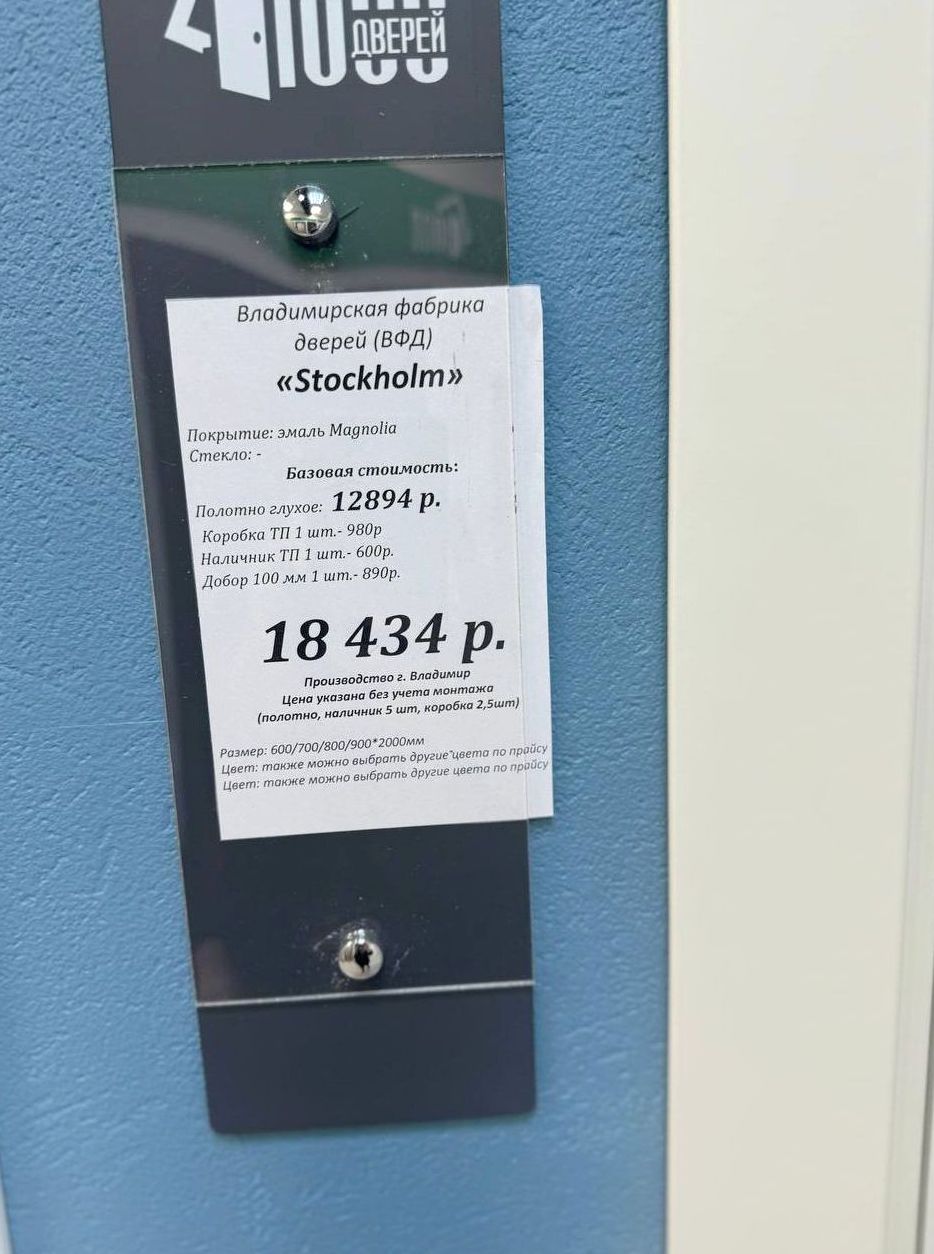 ДВЕРЕЙ
Владимирская фабрика
дверей (ВФД)
«Stockholm»
Покрытие: эмаль Magnolia
Стекло: -
Базовая стоимость:
Полотно глухое: 12894 р.
Коробка ТП 1 шт.- 980р
Наличник ТП 1 шт.- 600р.
Добор 100 мм 1 шт.- 890р.
18 434 р.
Производство г. Владимир
Цена указана без учета монтажа
(полотно, наличник 5 шт, коробка 2,5шт)
Размер: 600/700/800/900*2000мм
Цвет: также можно выбрать другие цвета по прайсу
Цвет: также можно выбрать другие цвета по прайсу